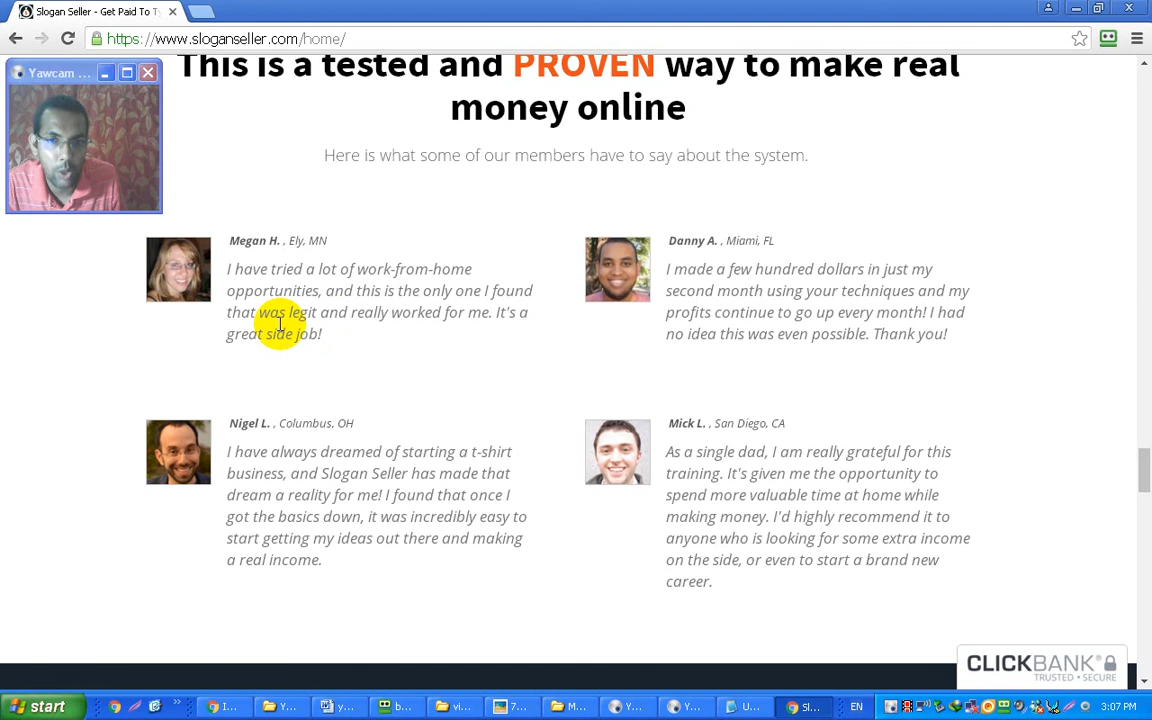 Slogan Seller - Get Paid To Ty
https://www.sloganseller.com/home/
Yawcam ...
This is a tested and PROVEN way to make real
money online
Here is what some of our members have to say about the system.
Megan H. , Ely, MN
I have tried a lot of work-from-home
opportunities, and this is the only one I found
that was legit and really worked for me. It's a
great side job!
Danny A. , Miami, FL
I made a few hundred dollars in just my
second month using your techniques and my
profits continue to go up every month! I had
no idea this was even possible. Thank you!
Nigel L. , Columbus, OH
I have always dreamed of starting a t-shirt
business, and Slogan Seller has made that
dream a reality for me! I found that once I
got the basics down, it was incredibly easy to
start getting my ideas out there and making
a real income.
Mick L. , San Diego, CA
As a single dad, I am really grateful for this
training. It's given me the opportunity to
spend more valuable time at home while
making money. I'd highly recommend it to
anyone who is looking for some extra income
on the side, or even to start a brand new
career.
CLICKBANK®
TRUSTED • SECURE
start
I...
Y...
y...
b...
vi...
7...
M...
Y...
Y...
U...
Sl...
EN
3:07 PM